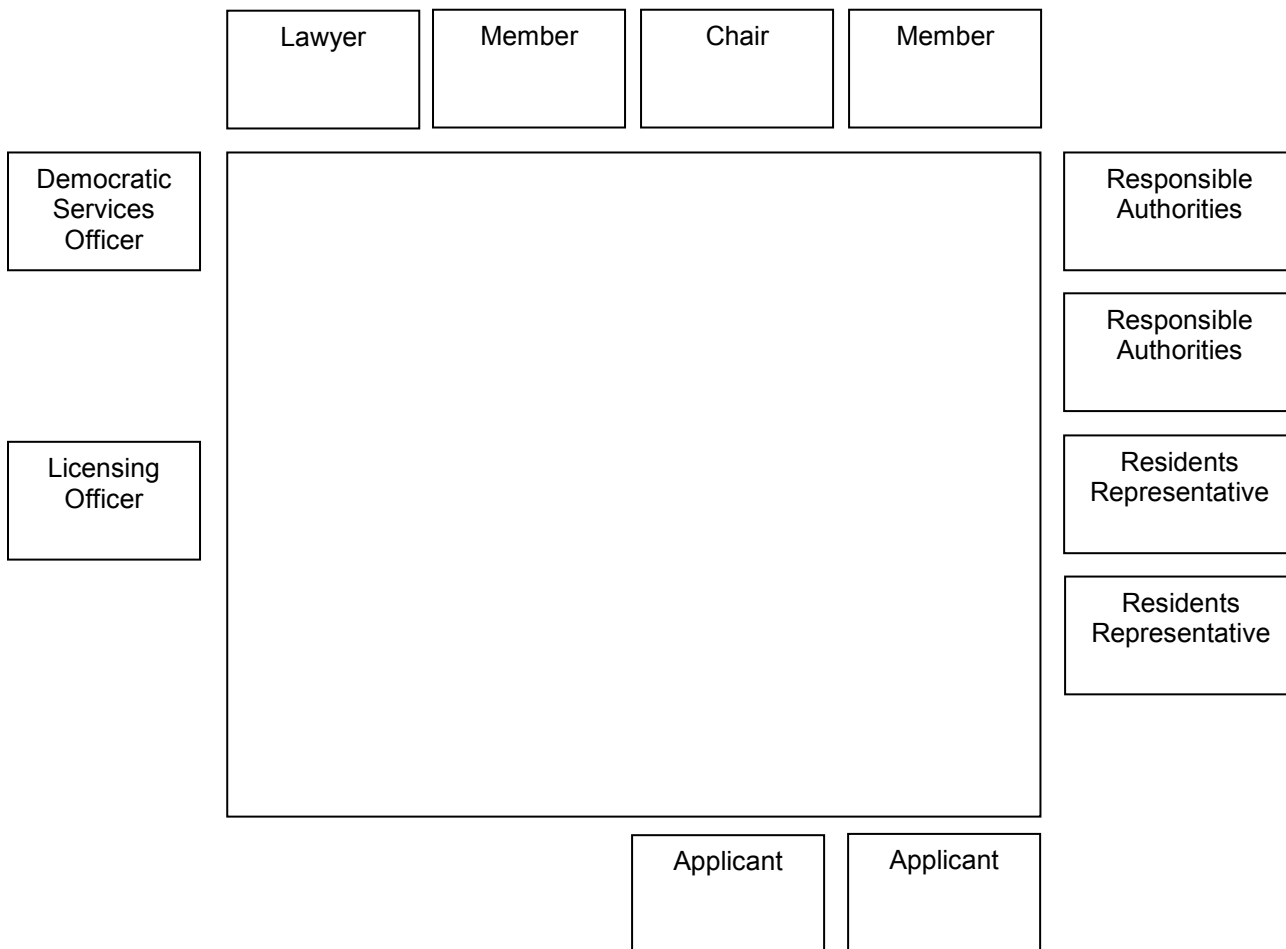 Lawyer
Member
Chair
Member
Democratic
Services
Officer
Responsible
Authorities
Responsible
Authorities
Licensing
Officer
Residents
Representative
Residents
Representative
Applicant
Applicant